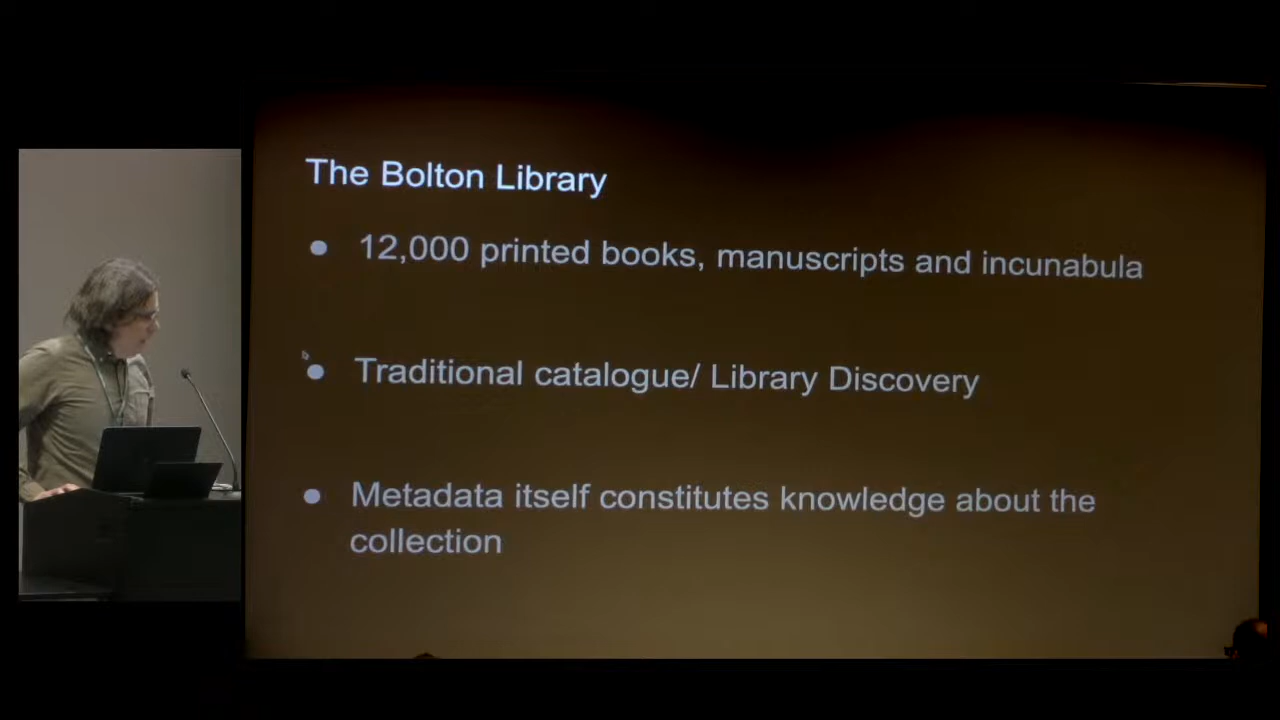 The Bolton Library
● 12,000 printed books, manuscripts and incunabula
● Traditional catalogue/ Library Discovery
● Metadata itself constitutes knowledge about the
collection